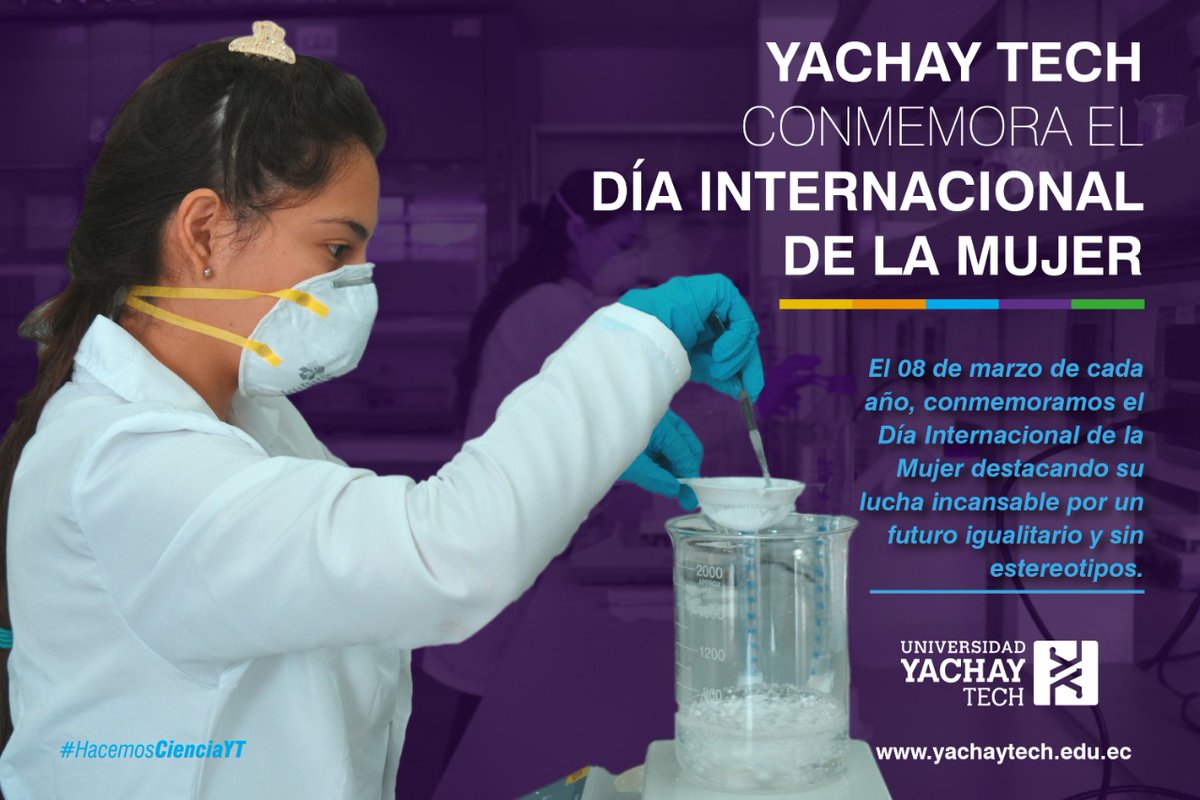 YACHAY TECH
CONMEMORA EL
DÍA INTERNACIONAL
DE LA MUJER
El 08 de marzo de cada
año, conmemoramos el
Día Internacional de la
Mujer destacando su
lucha incansable por un
futuro igualitario y sin
estereotipos.
2000
APPROX
1200
UNIVERSIDAD
YACHAY
TECH
#HacemosCienciaYT
www.yachaytech.edu.ec